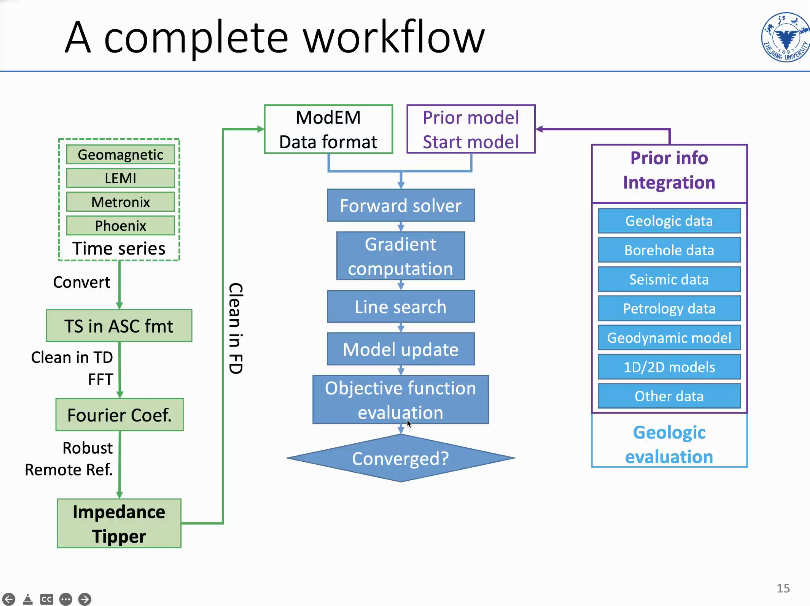 A complete workflow
Geomagnetic
LEMI
Metronix
Phoenix
Time series
Convert
TS in ASC fmt
Clean in TD
FFT
Fourier Coef.
Robust
Remote Ref.
Impedance
Tipper
Clean in FD
ModEM
Data format
Prior model
Start model
Forward solver
Gradient
computation
Line search
Model update
Objective function
evaluation
Converged?
Prior info
Integration
Geologic data
Borehole data
Seismic data
Petrology data
Geodynamic model
1D/2D models
Other data
Geologic
evaluation
15
CC